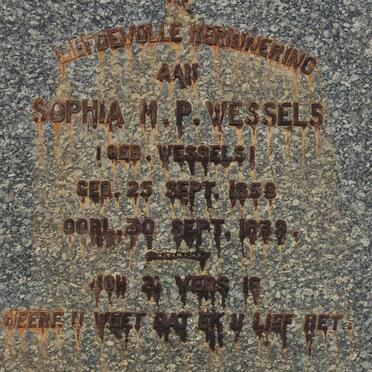 LIEFDEVOLLE HERINNERING
AAN
SOPHIA M. P. WESSELS
(GEB. WESSELS)
GEB. 25 SEPT. 1858
OORL. 30 SEPT. 1939.
JOH 21 VERS 16
HEERE U WEET DAT EK U LIEF HET.